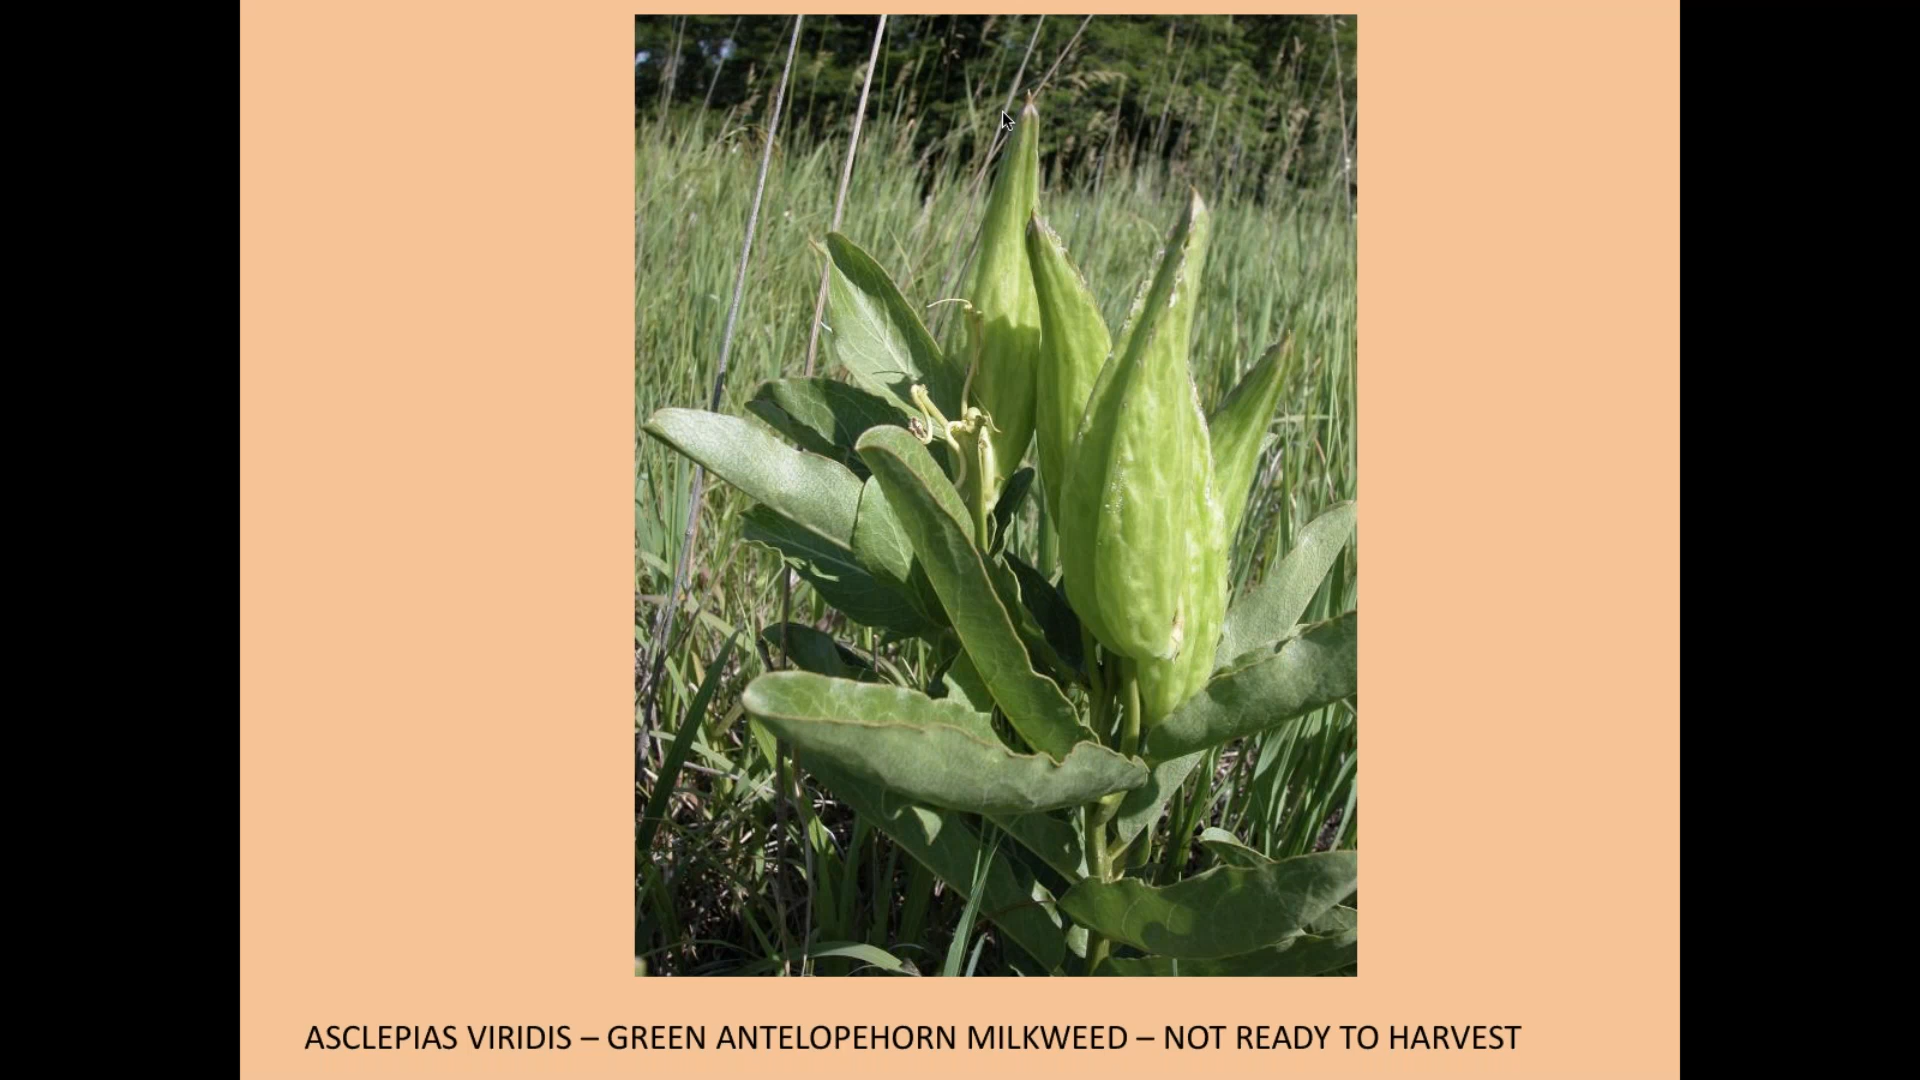 ASCLEPIAS VIRIDIS – GREEN ANTELOPEHORN MILKWEED – NOT READY TO HARVEST